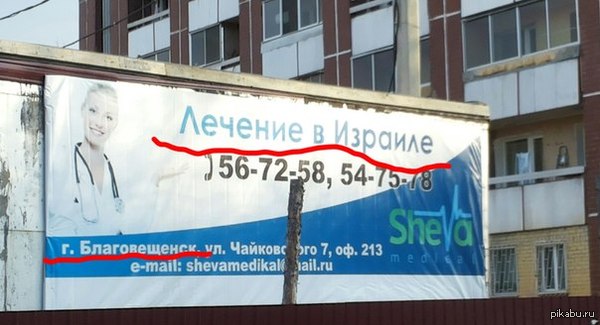 Лечение в Израиле
56-72-58, 54-75-78
Sheva
medical
г. Благовещенск, ул. Чайковского 7, оф. 213
e-mail: shevamedikal@mail.ru
pikabu.ru